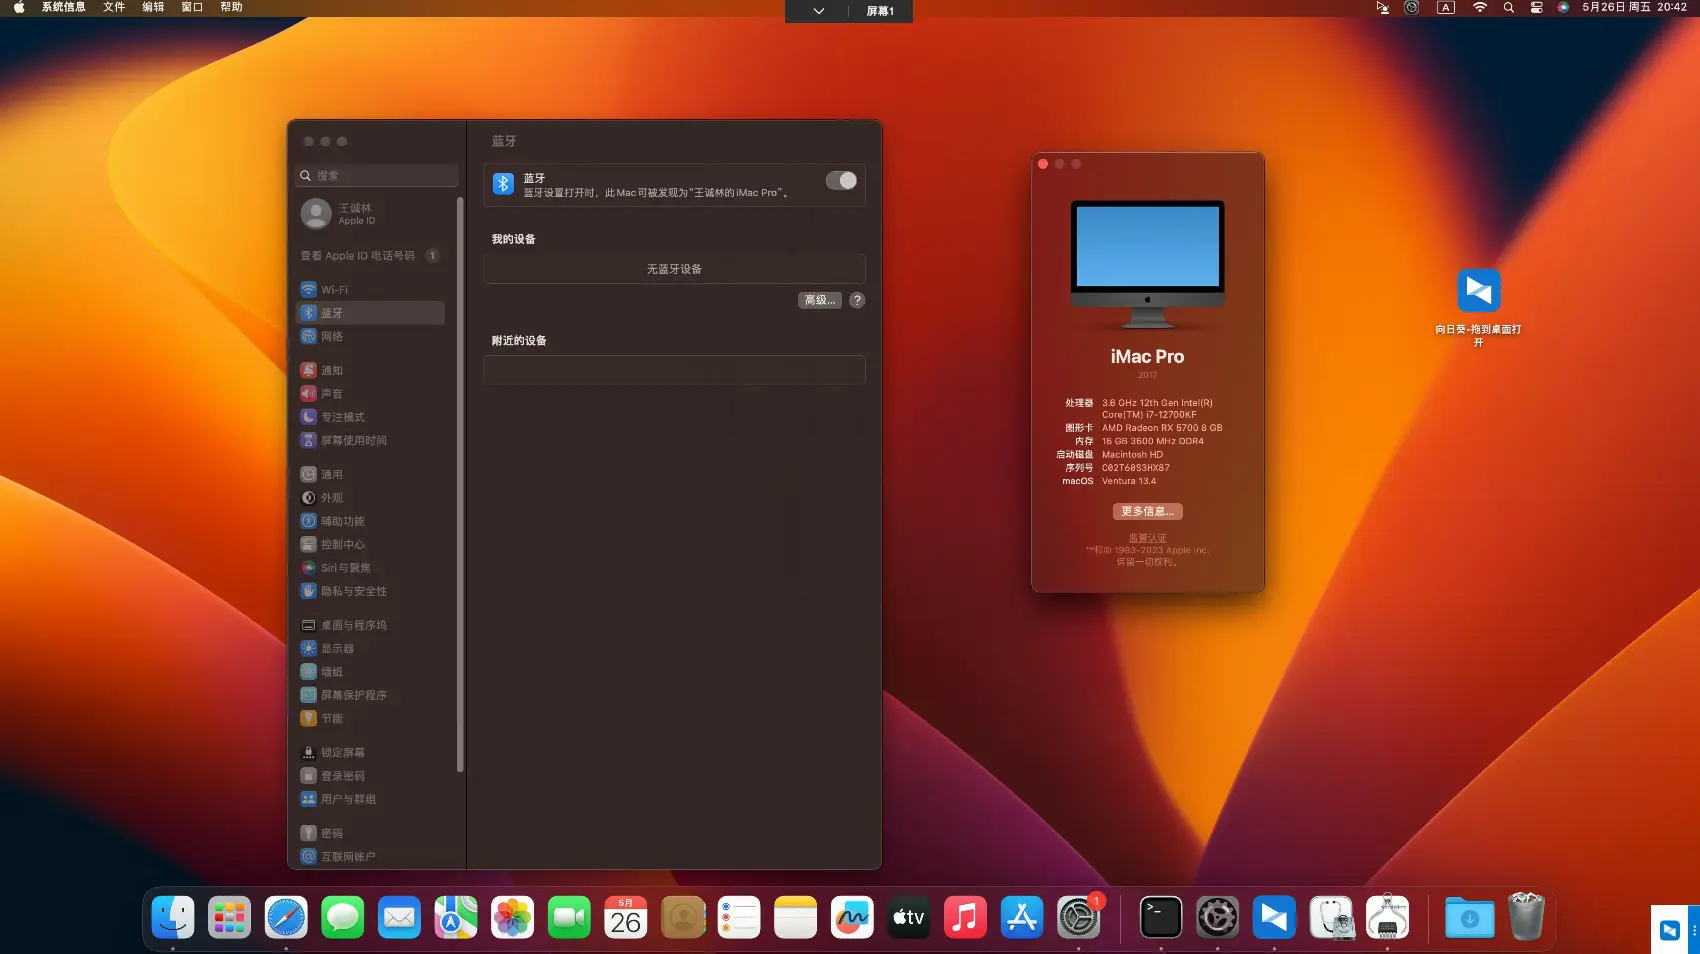 系统信息 文件 编辑 窗口 帮助
屏幕1
A
5月26日 周五 20:42
搜索
王诚林
Apple ID
查看 Apple ID 电话号码 1
Wi-Fi
蓝牙
网络
通知
声音
专注模式
屏幕使用时间
通用
外观
辅助功能
控制中心
Siri与聚焦
隐私与安全性
桌面与程序坞
显示器
墙纸
屏幕保护程序
节能
锁定屏幕
登录密码
用户与群组
密码
互联网帐户
蓝牙
蓝牙
蓝牙设置打开时，此Mac可被发现为“王诚林的iMac Pro”。
我的设备
无蓝牙设备
高级... ?
附近的设备
iMac Pro
2017
处理器 3.6 GHz 12th Gen Intel(R)
Core(TM) i7-12700KF
图形卡 AMD Radeon RX 5700 8 GB
内存 16 GB 3600 MHz DDR4
启动磁盘 Macintosh HD
序列号 C02T60S3HX87
macOS Ventura 13.4
更多信息...
监管认证
™和© 1983-2023 Apple Inc.
保留一切权利。
向日葵-拖到桌面打
开
5月
26
tv
1